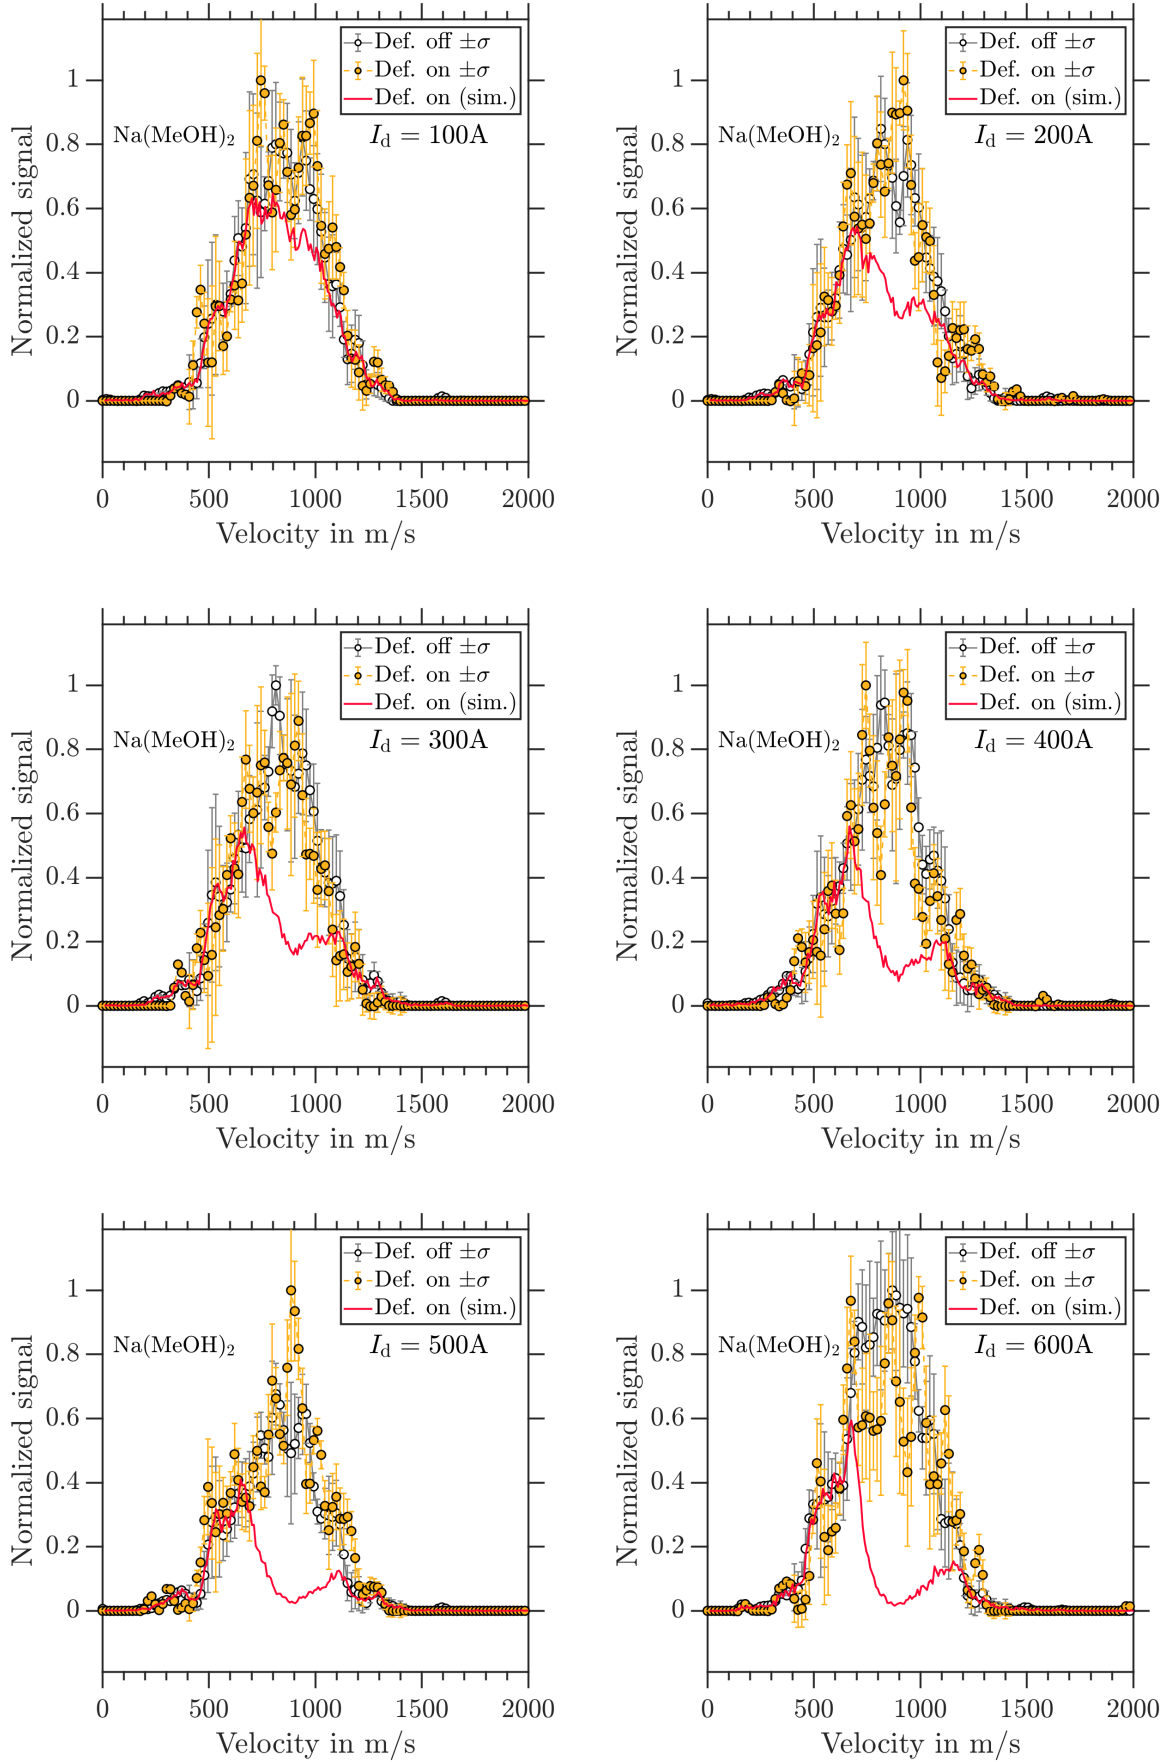 Def. off ±σ
Def. on ±σ
Def. on (sim.)
Na(MeOH)₂
I_d = 100A
Normalized signal
1
0.8
0.6
0.4
0.2
0
0 500 1000 1500 2000
Velocity in m/s
Def. off ±σ
Def. on ±σ
Def. on (sim.)
Na(MeOH)₂
I_d = 200A
Normalized signal
1
0.8
0.6
0.4
0.2
0
0 500 1000 1500 2000
Velocity in m/s
Def. off ±σ
Def. on ±σ
Def. on (sim.)
Na(MeOH)₂
I_d = 300A
Normalized signal
1
0.8
0.6
0.4
0.2
0
0 500 1000 1500 2000
Velocity in m/s
Def. off ±σ
Def. on ±σ
Def. on (sim.)
Na(MeOH)₂
I_d = 400A
Normalized signal
1
0.8
0.6
0.4
0.2
0
0 500 1000 1500 2000
Velocity in m/s
Def. off ±σ
Def. on ±σ
Def. on (sim.)
Na(MeOH)₂
I_d = 500A
Normalized signal
1
0.8
0.6
0.4
0.2
0
0 500 1000 1500 2000
Velocity in m/s
Def. off ±σ
Def. on ±σ
Def. on (sim.)
Na(MeOH)₂
I_d = 600A
Normalized signal
1
0.8
0.6
0.4
0.2
0
0 500 1000 1500 2000
Velocity in m/s